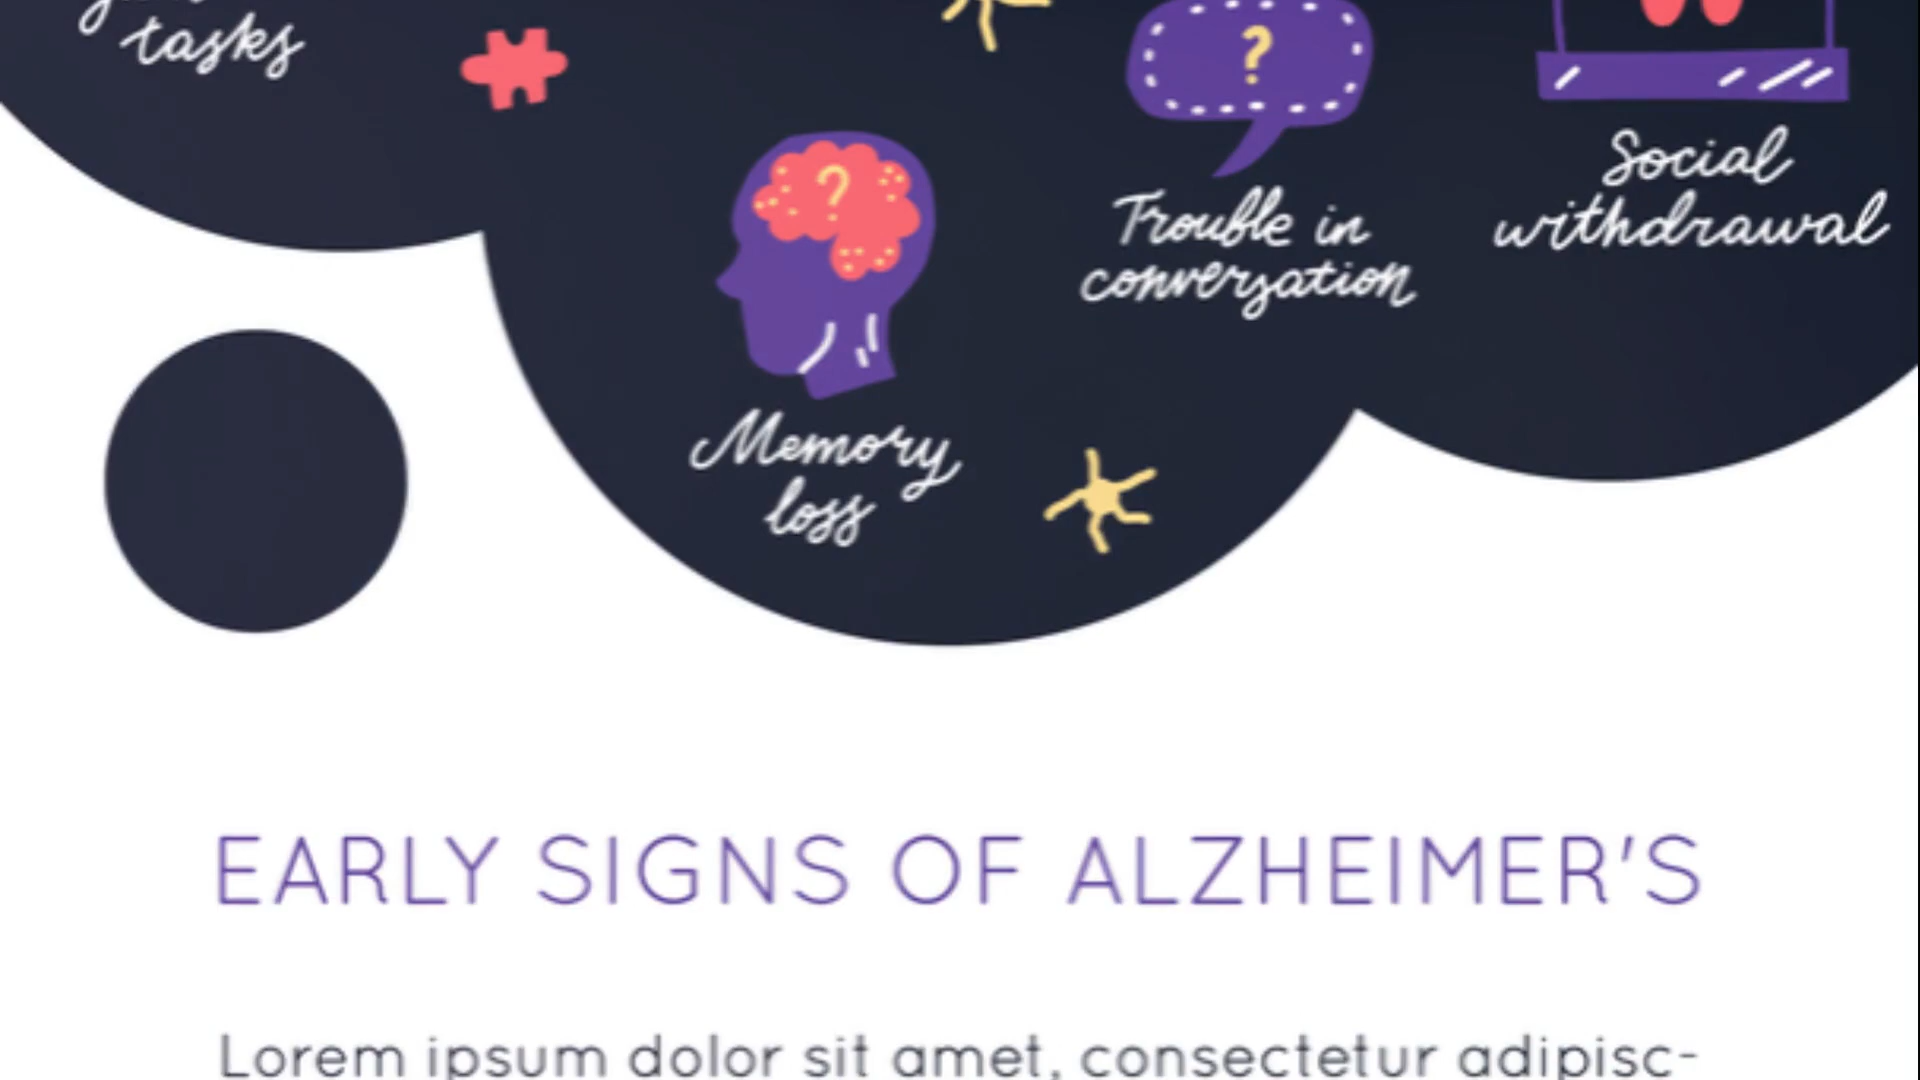 tasks
?
?
Social
withdrawal
Trouble in
conversation
Memory
loss
EARLY SIGNS OF ALZHEIMER'S
Lorem ipsum dolor sit amet, consectetur adipisc-